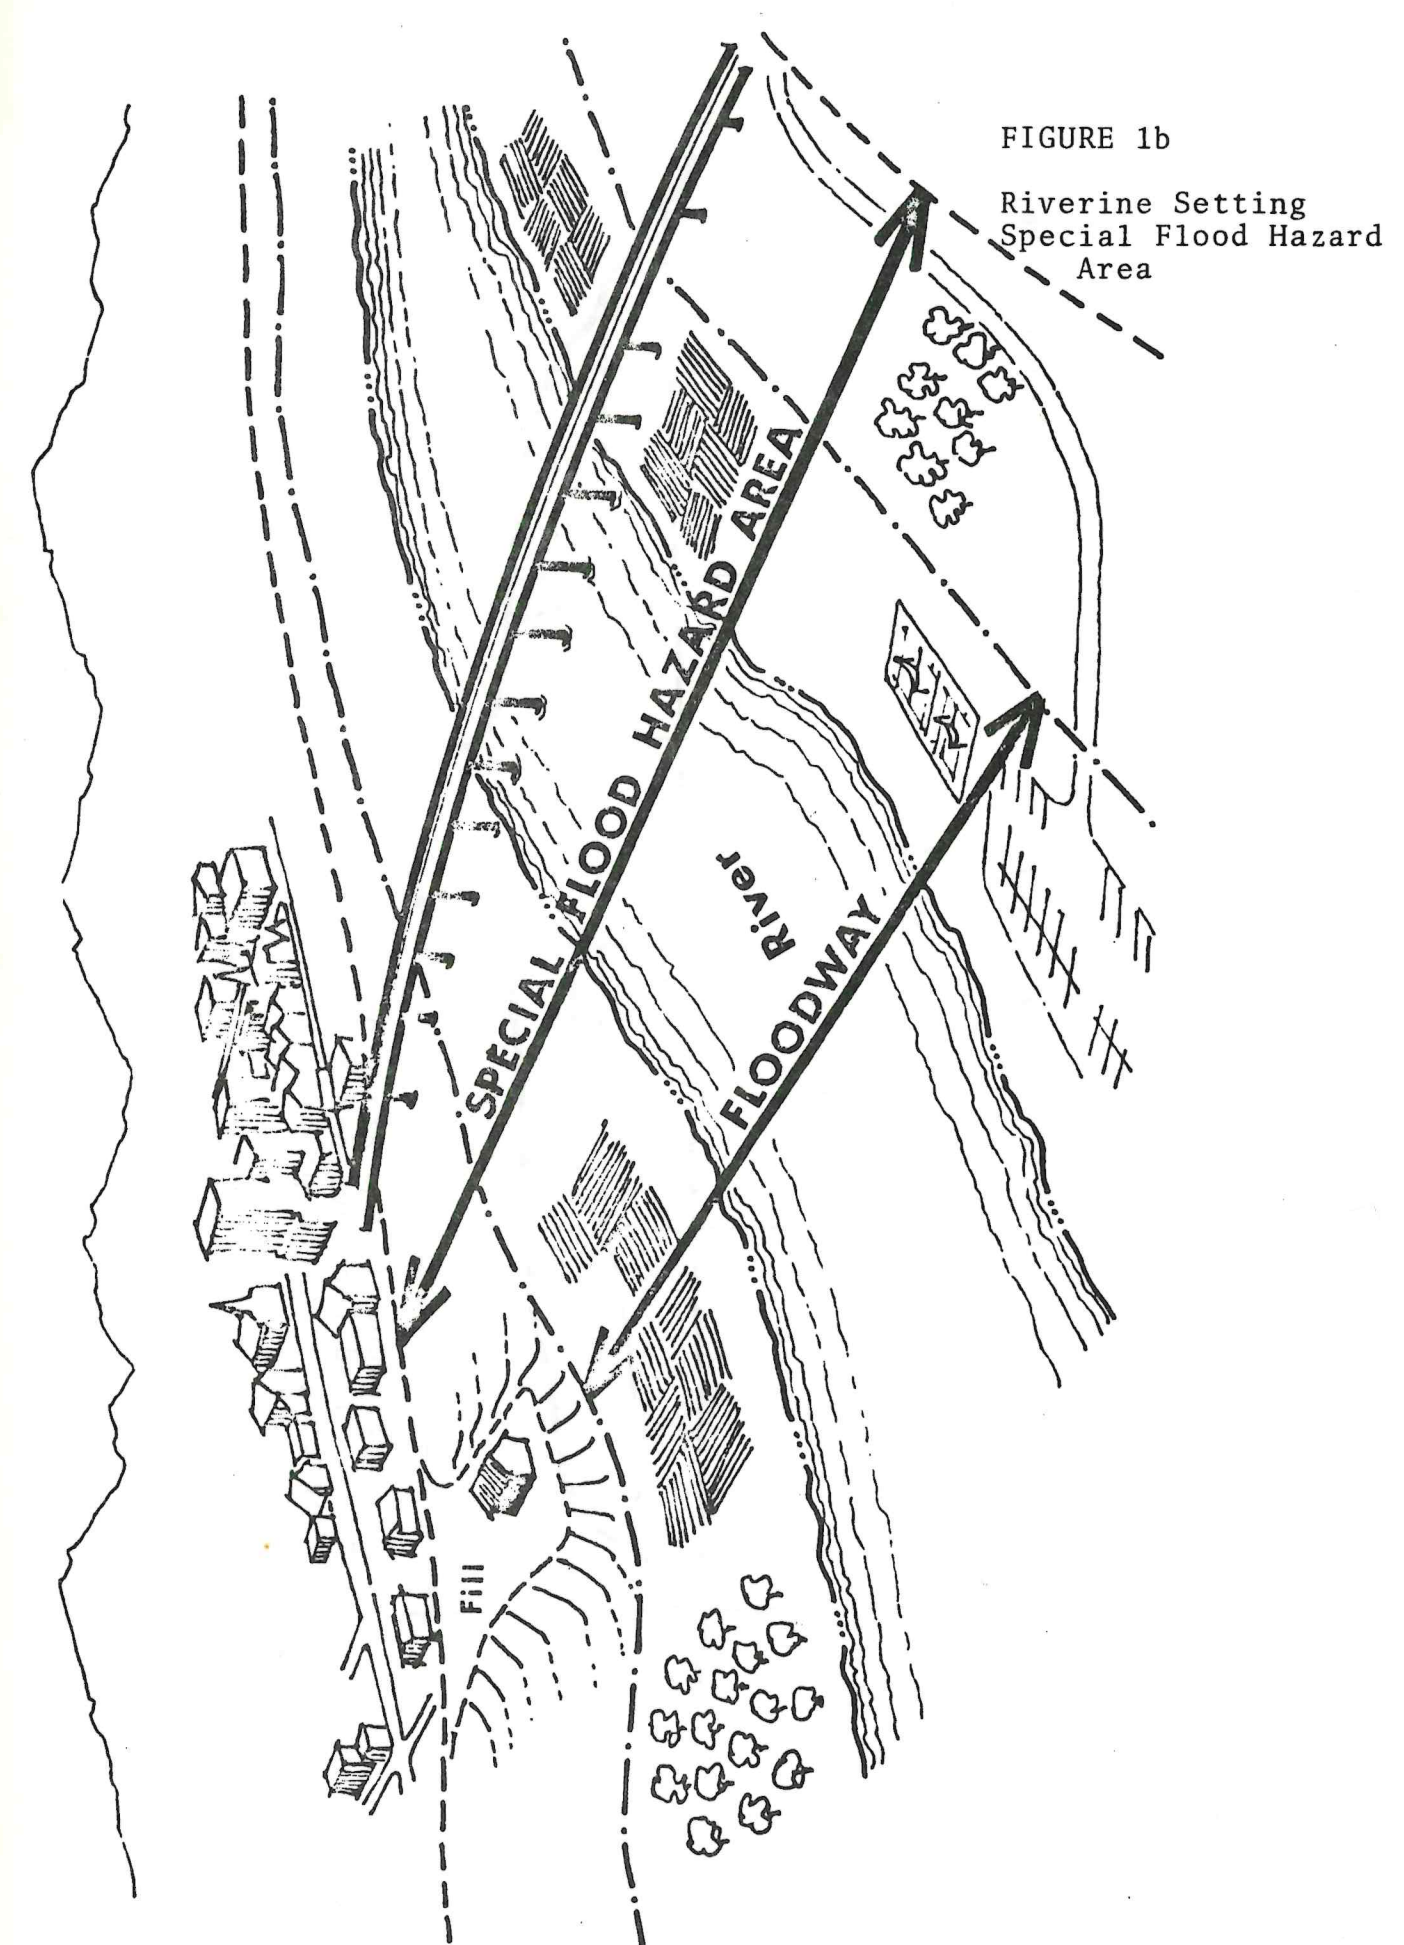 FIGURE 1b
Riverine Setting
Special Flood Hazard
Area
SPECIAL FLOOD HAZARD AREA
River
FLOODWAY
Fill